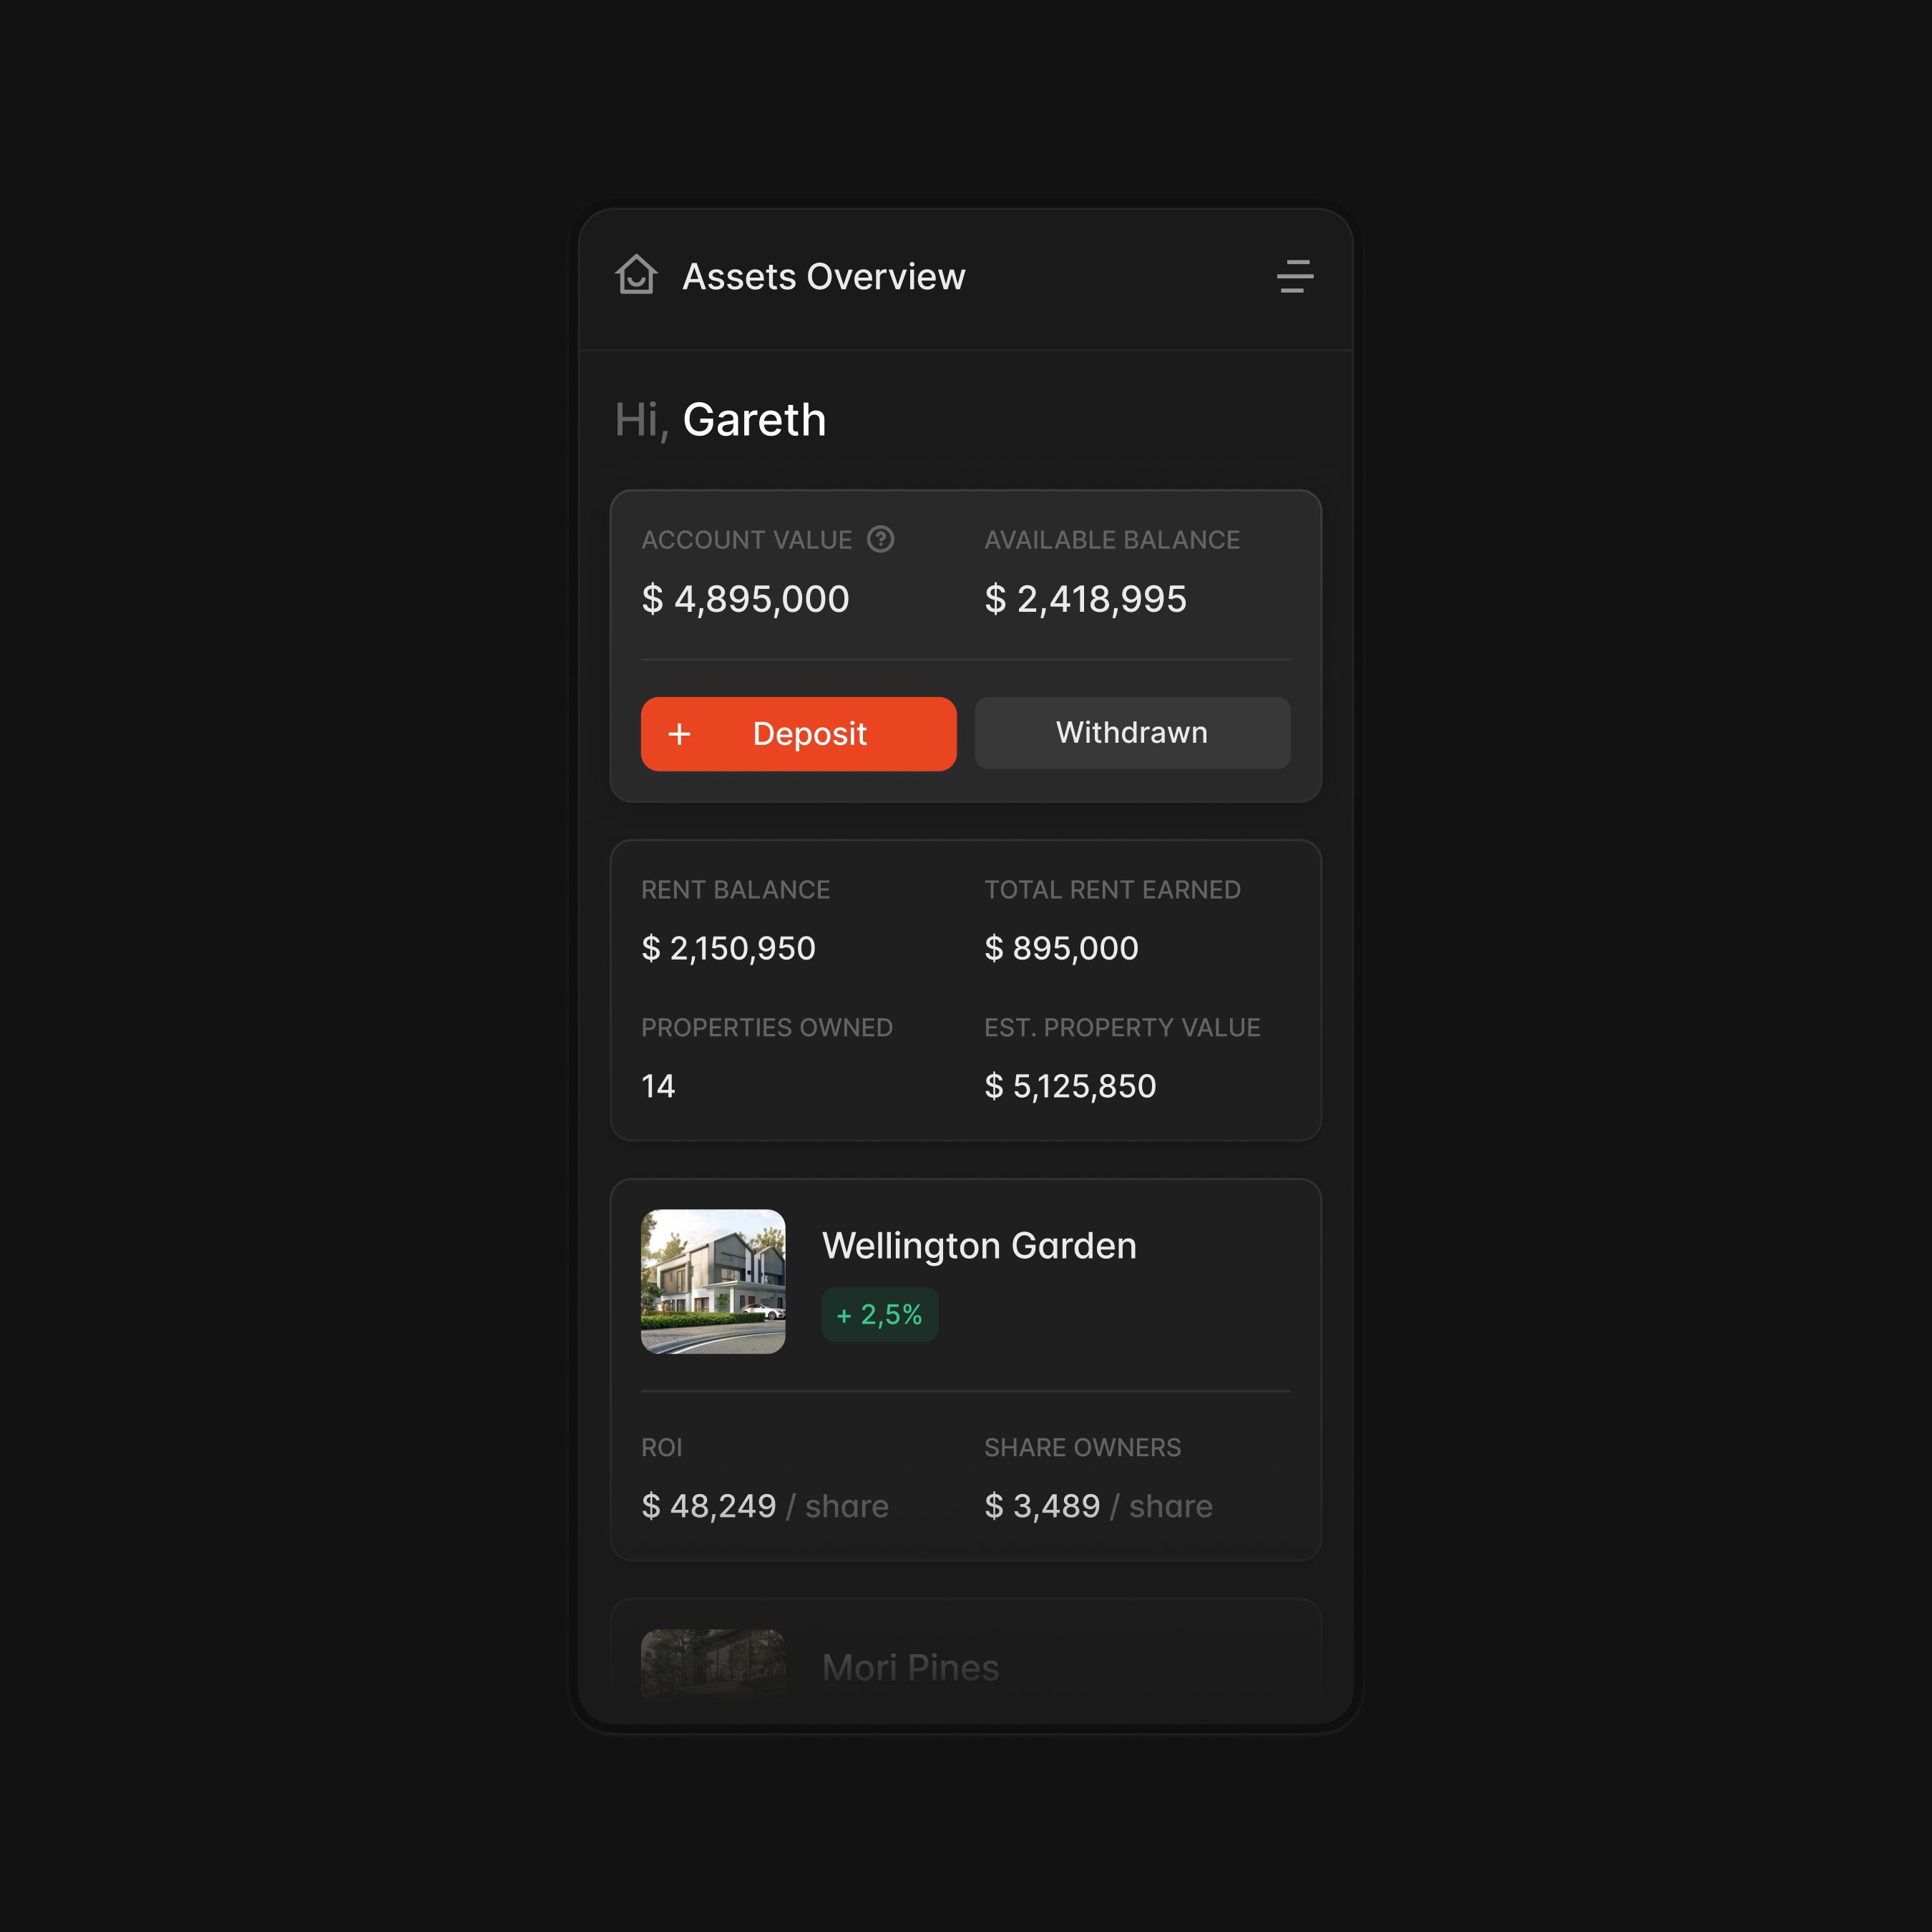 Assets Overview
Hi, Gareth
ACCOUNT VALUE ?
AVAILABLE BALANCE
$ 4,895,000
$ 2,418,995
+ Deposit
Withdrawn
RENT BALANCE
TOTAL RENT EARNED
$ 2,150,950
$ 895,000
PROPERTIES OWNED
EST. PROPERTY VALUE
14
$ 5,125,850
Wellington Garden
+ 2,5%
ROI
SHARE OWNERS
$ 48,249 / share
$ 3,489 / share
Mori Pines